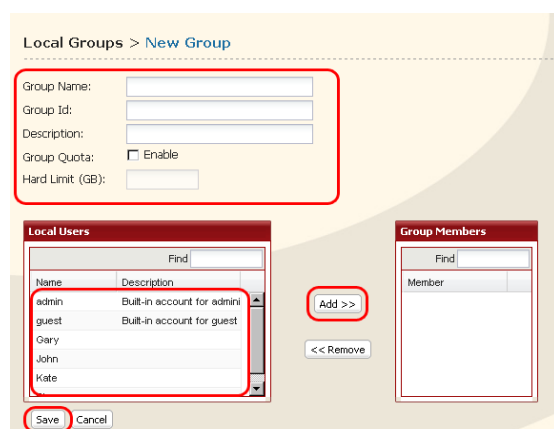 Local Groups > New Group
Group Name:
Group Id:
Description:
Group Quota: Enable
Hard Limit (GB):
Local Users
Find
Name Description
admin Built-in account for admini
guest Built-in account for guest
Gary
John
Kate
Add >>
<< Remove
Group Members
Find
Member
Save Cancel